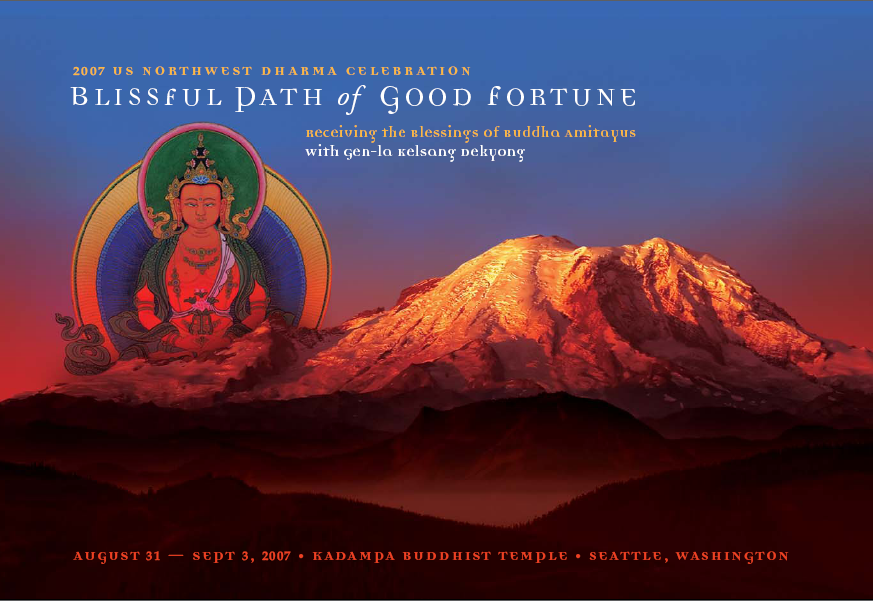 2007 US NORTHWEST DHARMA CELEBRATION
BLISSFUL PATH of GOOD FORTUNE
Receiving the Blessings of Buddha Amitayus
with Gen-la Kelsang Dekyong
AUGUST 31 — SEPT 3, 2007 • KADAMPA BUDDHIST TEMPLE • SEATTLE, WASHINGTON